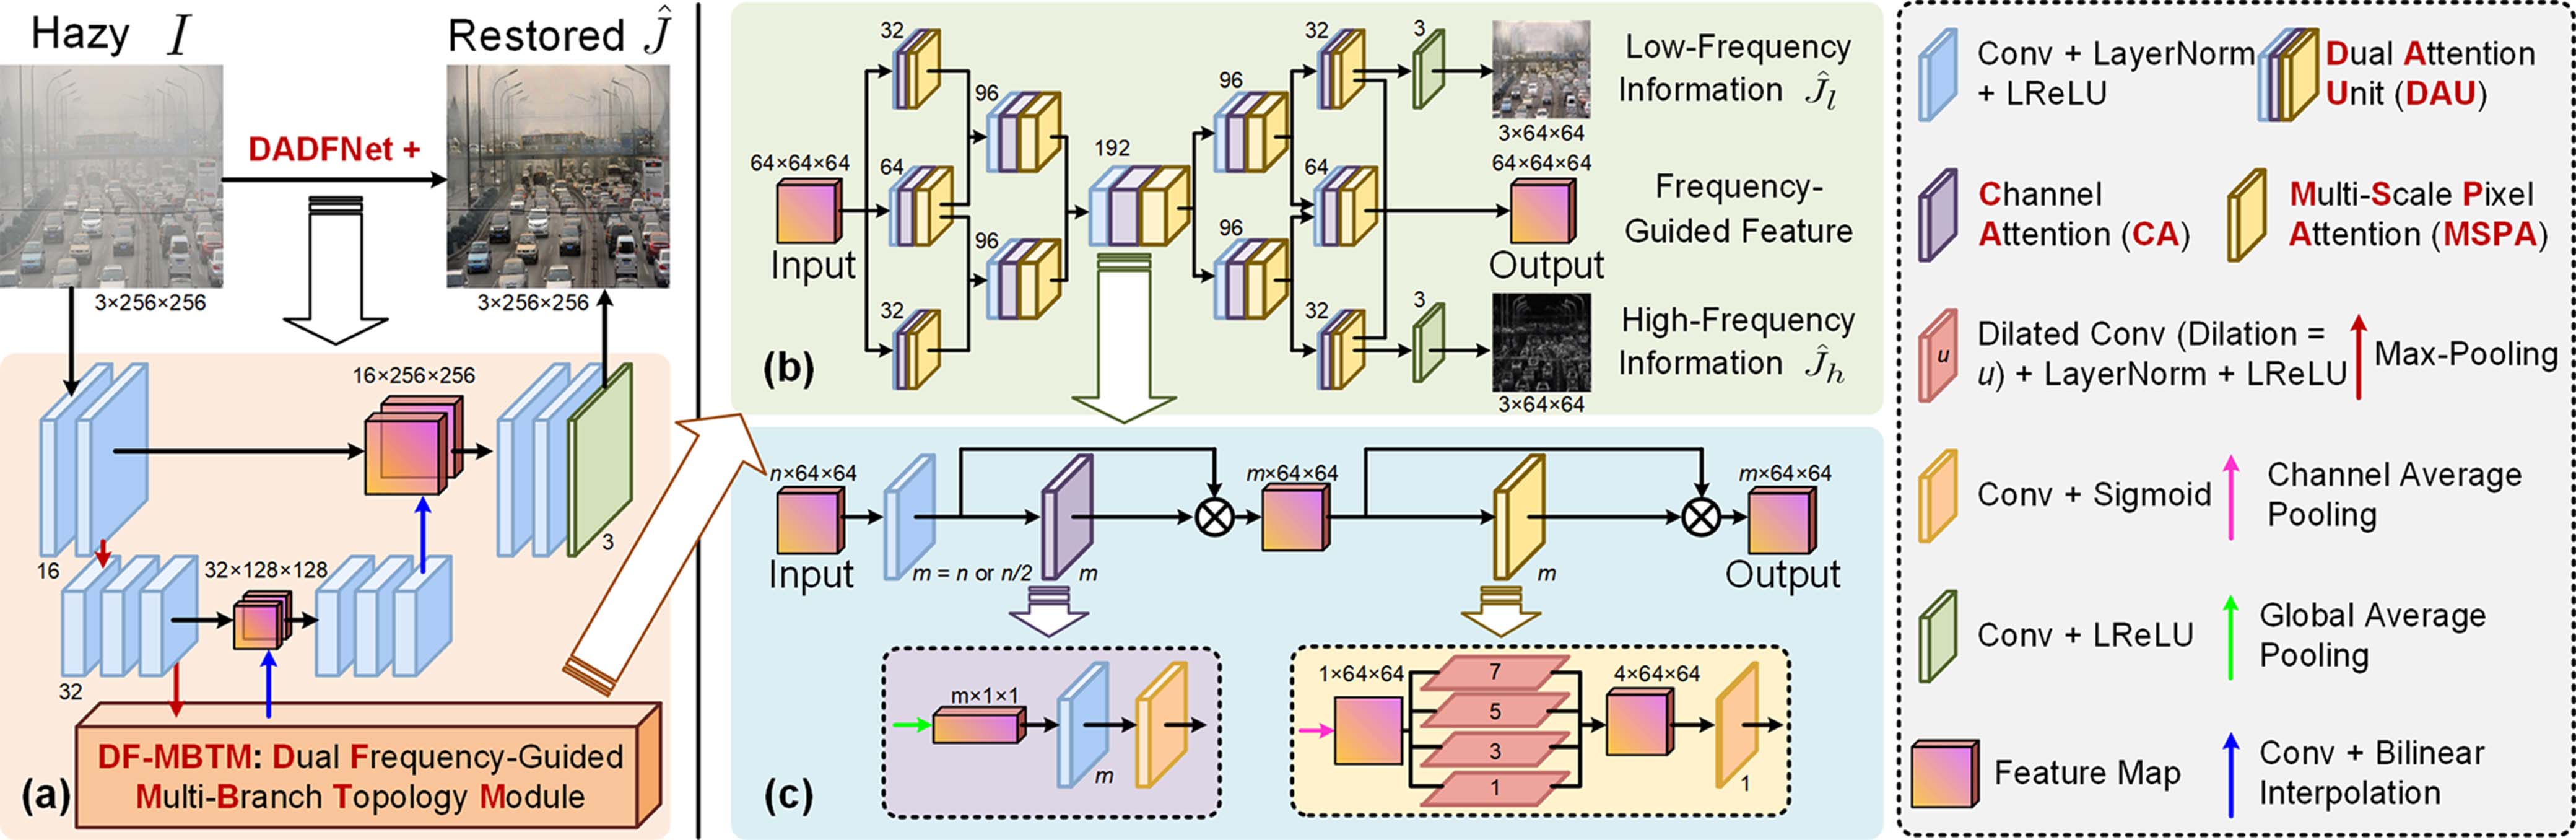 Hazy I
Restored Ĵ
DADFNet +
3×256×256
3×256×256
16×256×256
3
16
32×128×128
32
DF-MBTM: Dual Frequency-Guided
Multi-Branch Topology Module
(a)
32
96
64×64×64
64
Input
96
32
192
96
96
32
3
64
32
3
3×64×64
64×64×64
Output
3×64×64
Low-Frequency
Information Ĵl
Frequency-
Guided Feature
High-Frequency
Information Ĵh
(b)
n×64×64
Input
m = n or n/2
m
m×64×64
m
m×64×64
Output
m×1×1
m
1×64×64
7
5
3
1
4×64×64
1
(c)
Conv + LayerNorm
+ LReLU
Dual Attention
Unit (DAU)
Channel
Attention (CA)
Multi-Scale Pixel
Attention (MSPA)
u
Dilated Conv (Dilation =
u) + LayerNorm + LReLU
Max-Pooling
Conv + Sigmoid
Channel Average
Pooling
Conv + LReLU
Global Average
Pooling
Feature Map
Conv + Bilinear
Interpolation